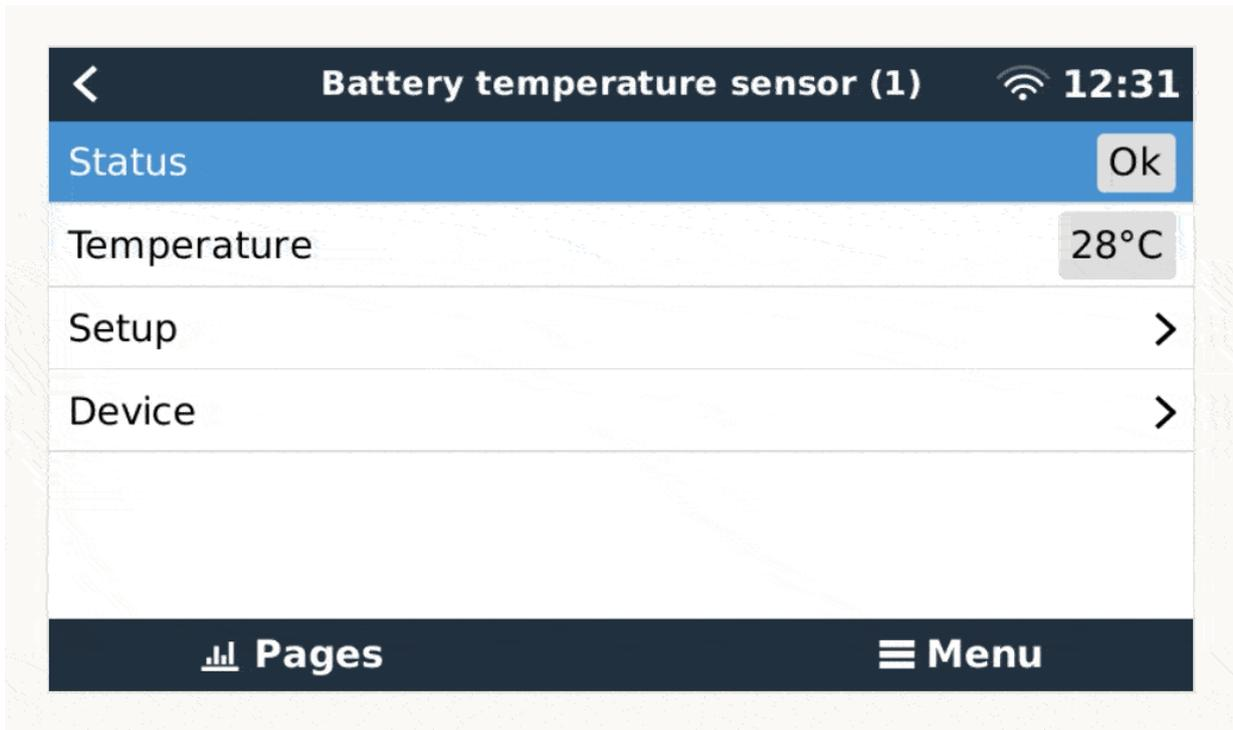 Battery temperature sensor (1) 12:31
Status Ok
Temperature 28°C
Setup
Device
Pages Menu